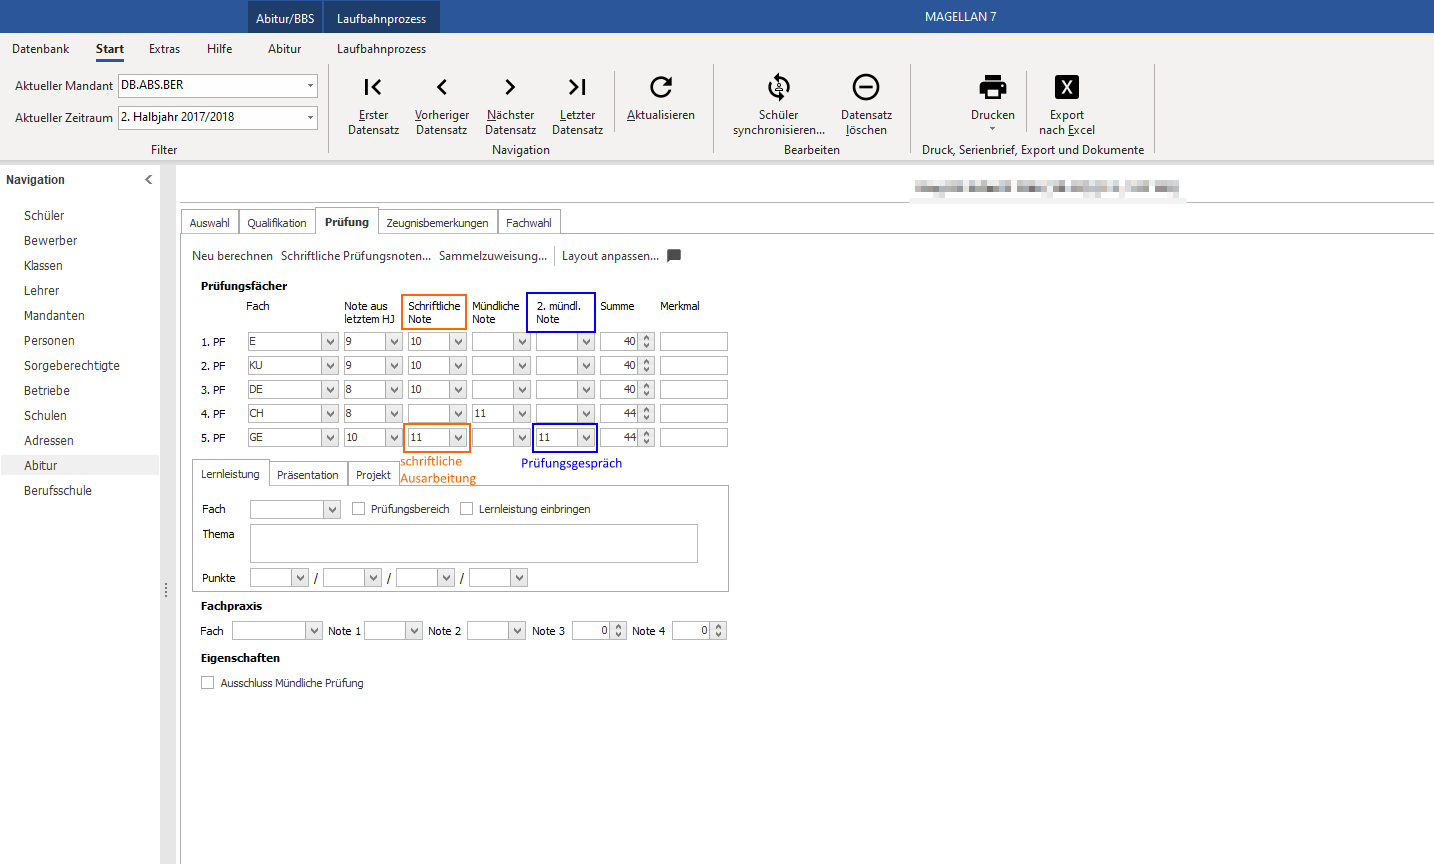 Abitur/BBS Laufbahnprozess MAGELLAN 7
Datenbank Start Extras Hilfe Abitur Laufbahnprozess
Aktueller Mandant DB.ABS.BER
Aktueller Zeitraum 2. Halbjahr 2017/2018
Filter
Erster Datensatz
Vorheriger Datensatz
Nächster Datensatz
Letzter Datensatz
Aktualisieren
Navigation
Schüler synchronisieren...
Datensatz löschen
Bearbeiten
Drucken
X
Export nach Excel
Druck, Serienbrief, Export und Dokumente
Navigation
Schüler
Bewerber
Klassen
Lehrer
Mandanten
Personen
Sorgeberechtigte
Betriebe
Schulen
Adressen
Abitur
Berufsschule
Auswahl Qualifikation Prüfung Zeugnisbemerkungen Fachwahl
Neu berechnen Schriftliche Prüfungsnoten... Sammelzuweisung... Layout anpassen...
Prüfungsfächer
Fach Note aus Schriftliche Mündliche 2. mündl. Summe Merkmal
letztem HJ Note Note Note
1. PF E 9 10 40
2. PF KU 9 10 40
3. PF DE 8 10 40
4. PF CH 8 11 44
5. PF GE 10 11 11 44
schriftliche Prüfungsgespräch
Ausarbeitung
Lernleistung Präsentation Projekt
Fach Prüfungsbereich Lernleistung einbringen
Thema
Punkte / / /
Fachpraxis
Fach Note 1 Note 2 Note 3 0 Note 4 0
Eigenschaften
Ausschluss Mündliche Prüfung